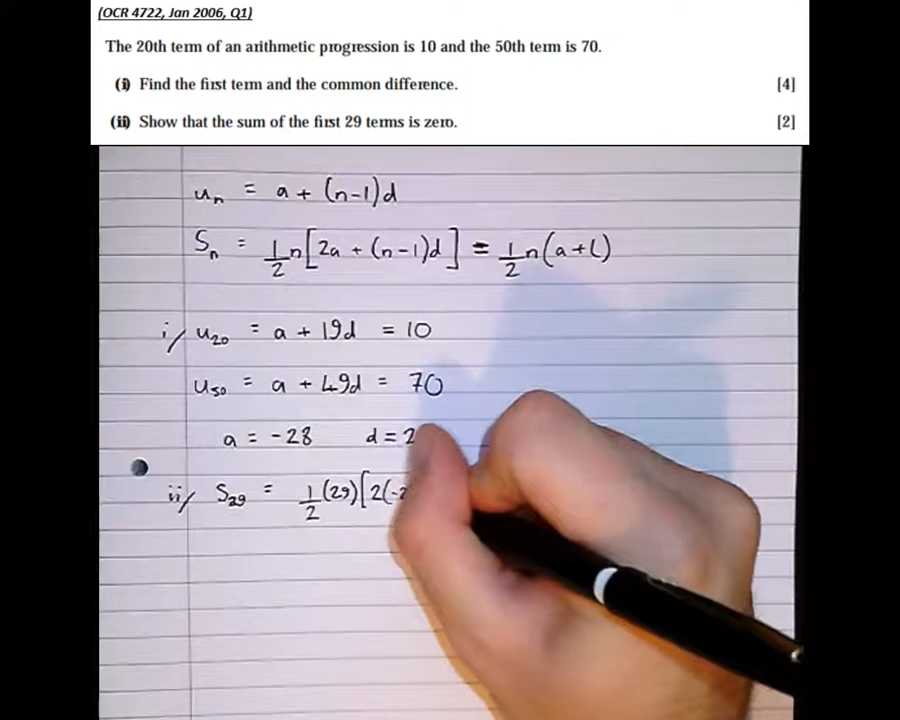 (OCR 4722, Jan 2006, Q1)
The 20th term of an arithmetic progression is 10 and the 50th term is 70.
(i) Find the first term and the common difference. [4]
(ii) Show that the sum of the first 29 terms is zero. [2]
uₙ = a + (n-1)d
Sₙ = 1/2 n[2a + (n-1)d] = 1/2 n(a+L)
i/ u₂₀ = a + 19d = 10
u₅₀ = a + 49d = 70
a = -28 d = 2
ii/ S₂₉ = 1/2 (29)[2(-2